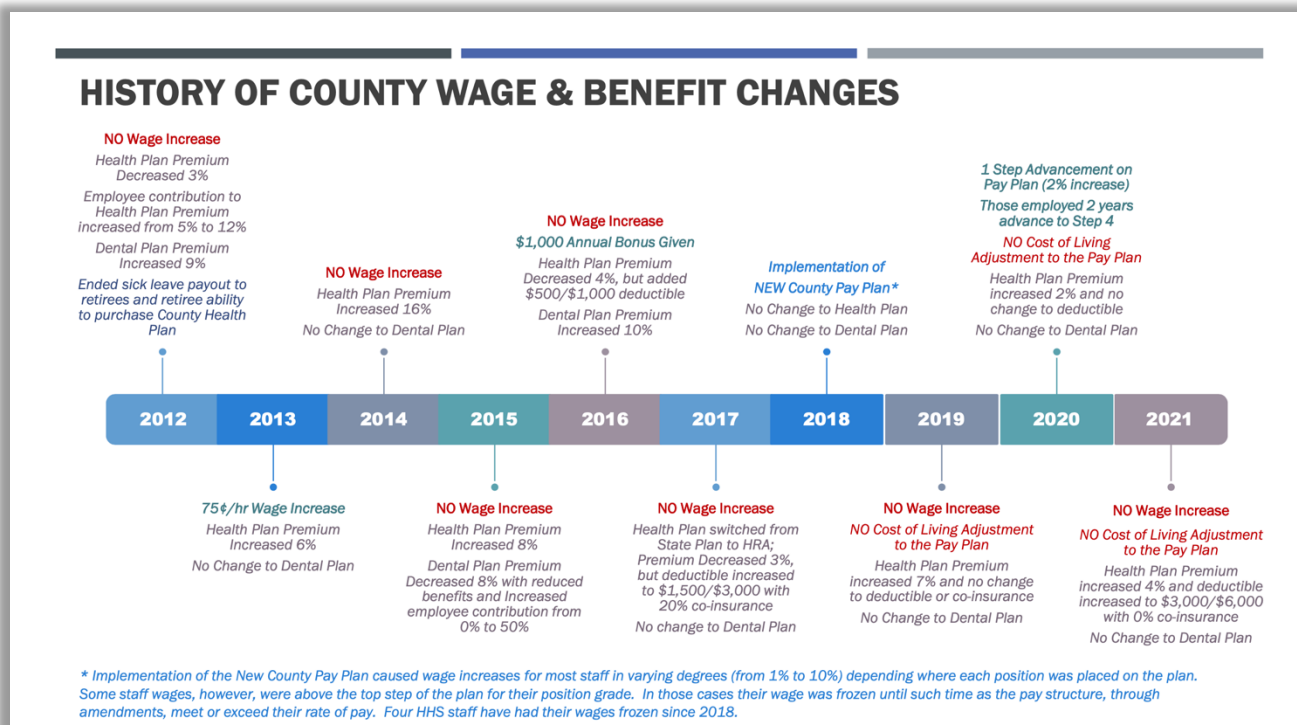 HISTORY OF COUNTY WAGE & BENEFIT CHANGES
NO Wage Increase
Health Plan Premium
Decreased 3%
Employee contribution to
Health Plan Premium
increased from 5% to 12%
Dental Plan Premium
Increased 9%
Ended sick leave payout to
retirees and retiree ability
to purchase County Health
Plan
NO Wage Increase
Health Plan Premium
Increased 16%
No Change to Dental Plan
NO Wage Increase
$1,000 Annual Bonus Given
Health Plan Premium
Decreased 4%, but added
$500/$1,000 deductible
Dental Plan Premium
Increased 10%
Implementation of
NEW County Pay Plan*
No Change to Health Plan
No Change to Dental Plan
1 Step Advancement on
Pay Plan (2% increase)
Those employed 2 years
advance to Step 4
NO Cost of Living
Adjustment to the Pay Plan
Health Plan Premium
increased 2% and no
change to deductible
No Change to Dental Plan
2012 2013 2014 2015 2016 2017 2018 2019 2020 2021
75¢/hr Wage Increase
Health Plan Premium
Increased 6%
No Change to Dental Plan
NO Wage Increase
Health Plan Premium
Increased 8%
Dental Plan Premium
Decreased 8% with reduced
benefits and Increased
employee contribution from
0% to 50%
NO Wage Increase
Health Plan switched from
State Plan to HRA;
Premium Decreased 3%,
but deductible increased
to $1,500/$3,000 with
20% co-insurance
No change to Dental Plan
NO Wage Increase
NO Cost of Living Adjustment
to the Pay Plan
Health Plan Premium
increased 7% and no change
to deductible or co-insurance
No Change to Dental Plan
NO Wage Increase
NO Cost of Living Adjustment
to the Pay Plan
Health Plan Premium
increased 4% and deductible
increased to $3,000/$6,000
with 0% co-insurance
No Change to Dental Plan
* Implementation of the New County Pay Plan caused wage increases for most staff in varying degrees (from 1% to 10%) depending where each position was placed on the plan.
Some staff wages, however, were above the top step of the plan for their position grade. In those cases their wage was frozen until such time as the pay structure, through
amendments, meet or exceed their rate of pay. Four HHS staff have had their wages frozen since 2018.